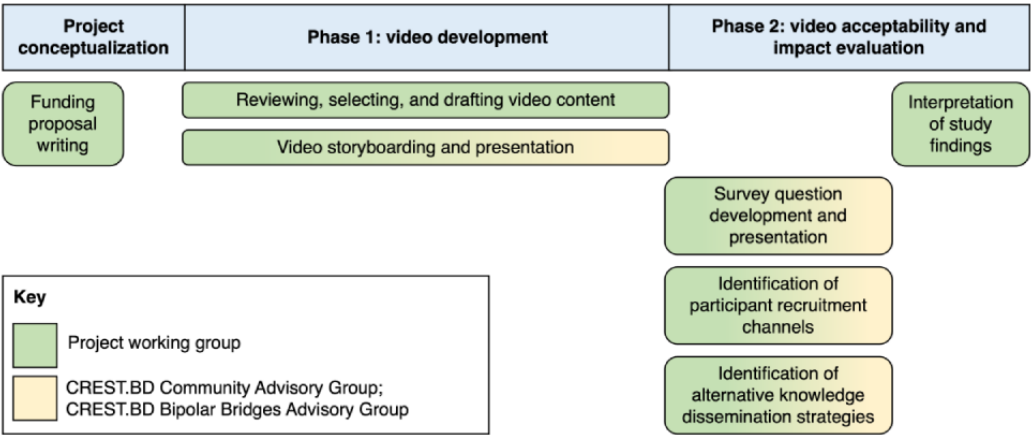 Project
conceptualization
Phase 1: video development
Phase 2: video acceptability and
impact evaluation
Funding
proposal
writing
Reviewing, selecting, and drafting video content
Video storyboarding and presentation
Interpretation
of study
findings
Survey question
development and
presentation
Identification of
participant recruitment
channels
Identification of
alternative knowledge
dissemination strategies
Key
Project working group
CREST.BD Community Advisory Group;
CREST.BD Bipolar Bridges Advisory Group